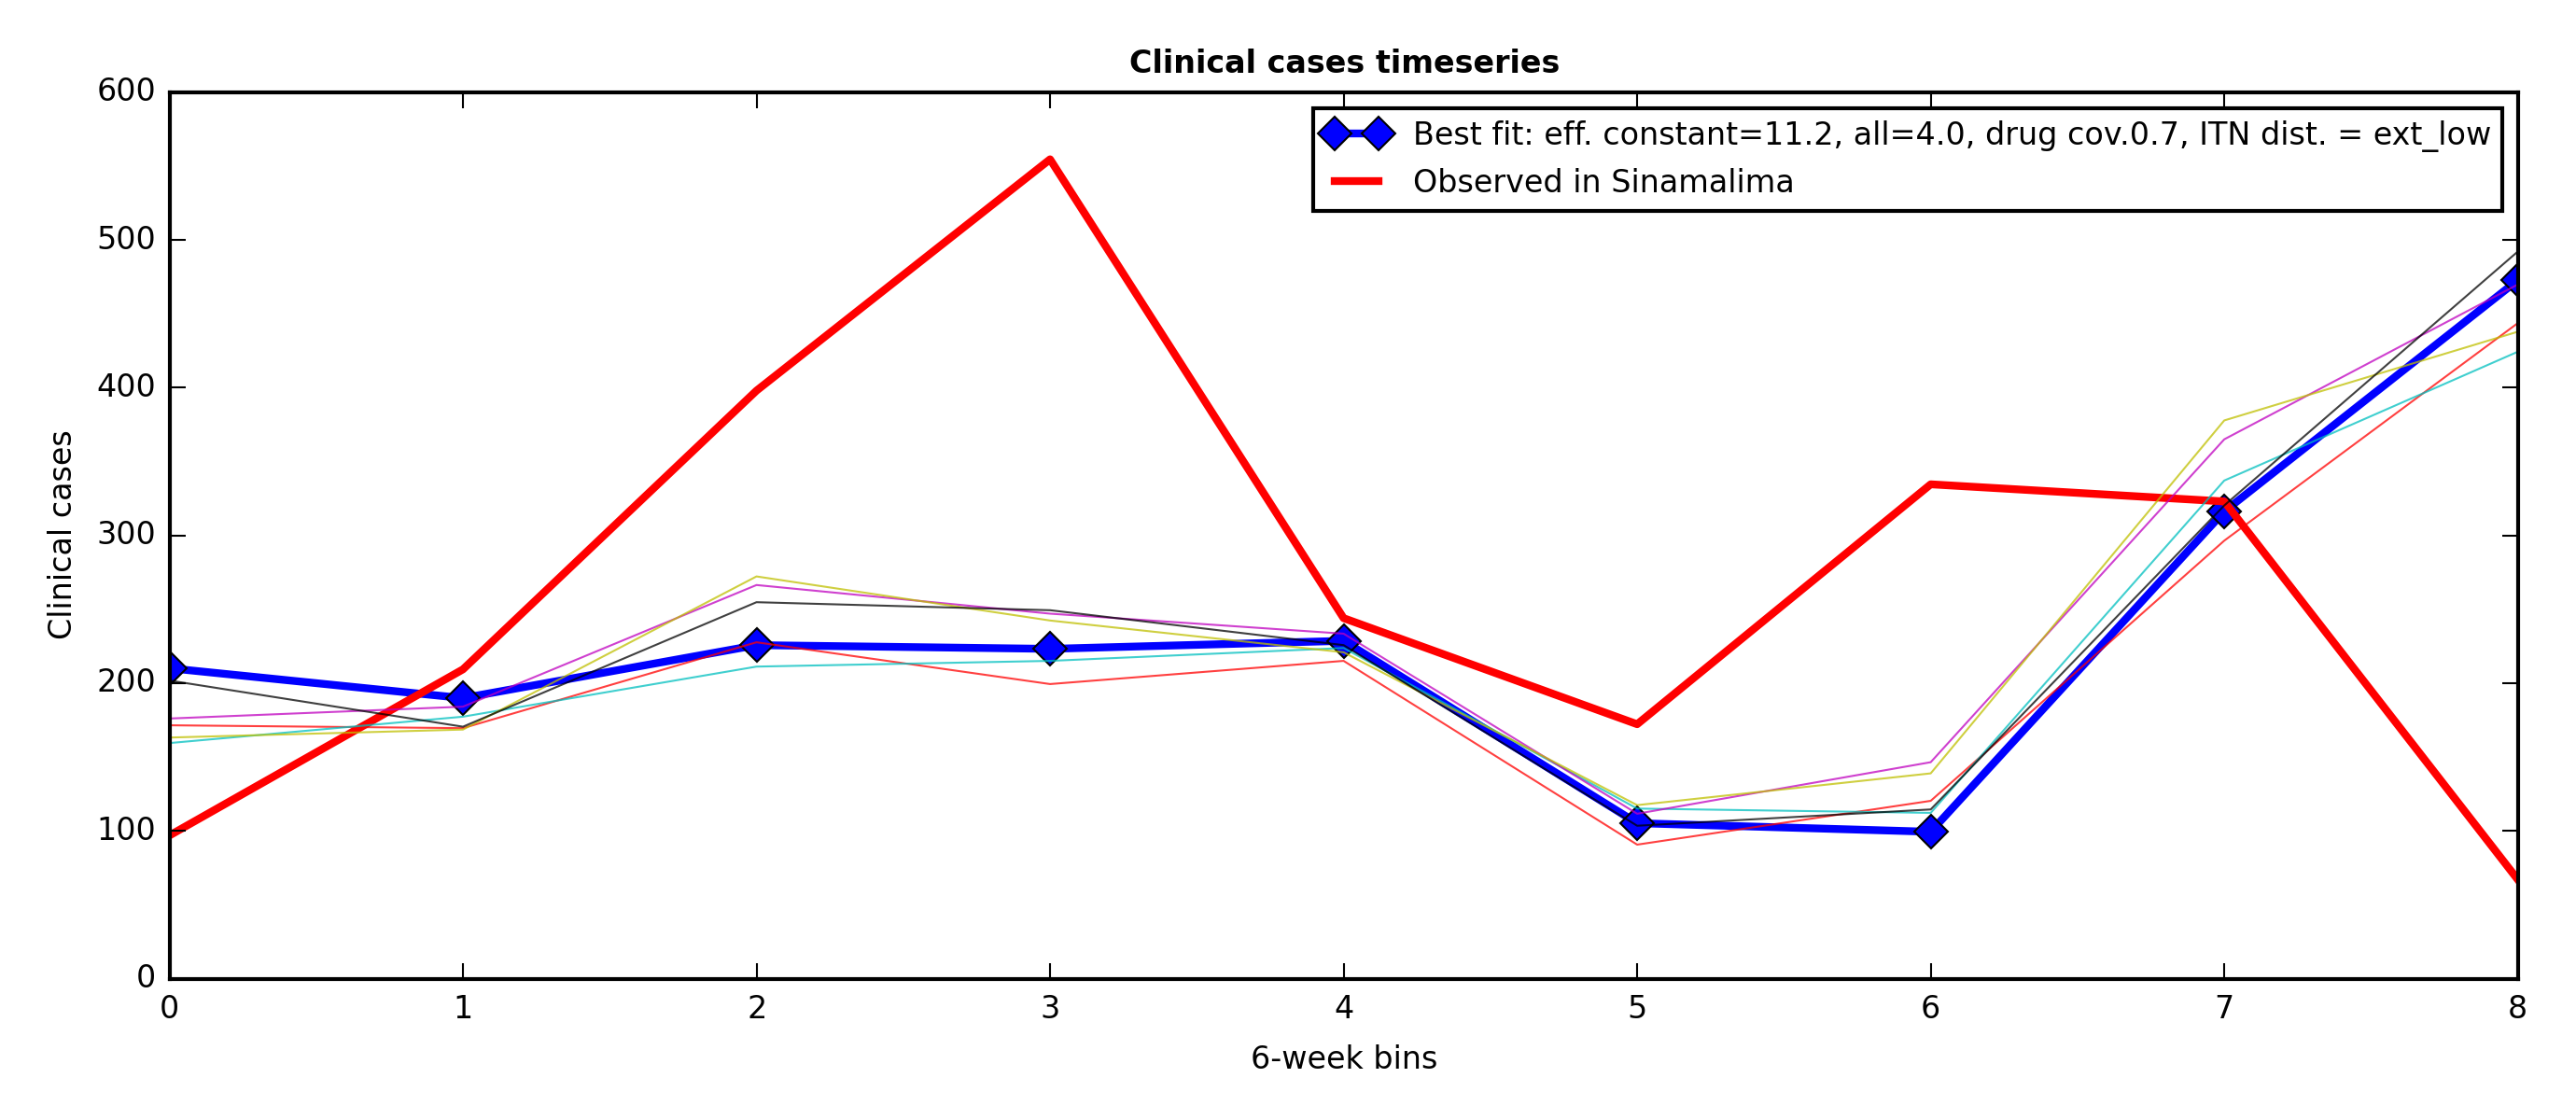 Clinical cases timeseries
600
500
400
300
200
100
0
Clinical cases
Best fit: eff. constant=11.2, all=4.0, drug cov.0.7, ITN dist. = ext_low
Observed in Sinamalima
0 1 2 3 4 5 6 7 8
6-week bins